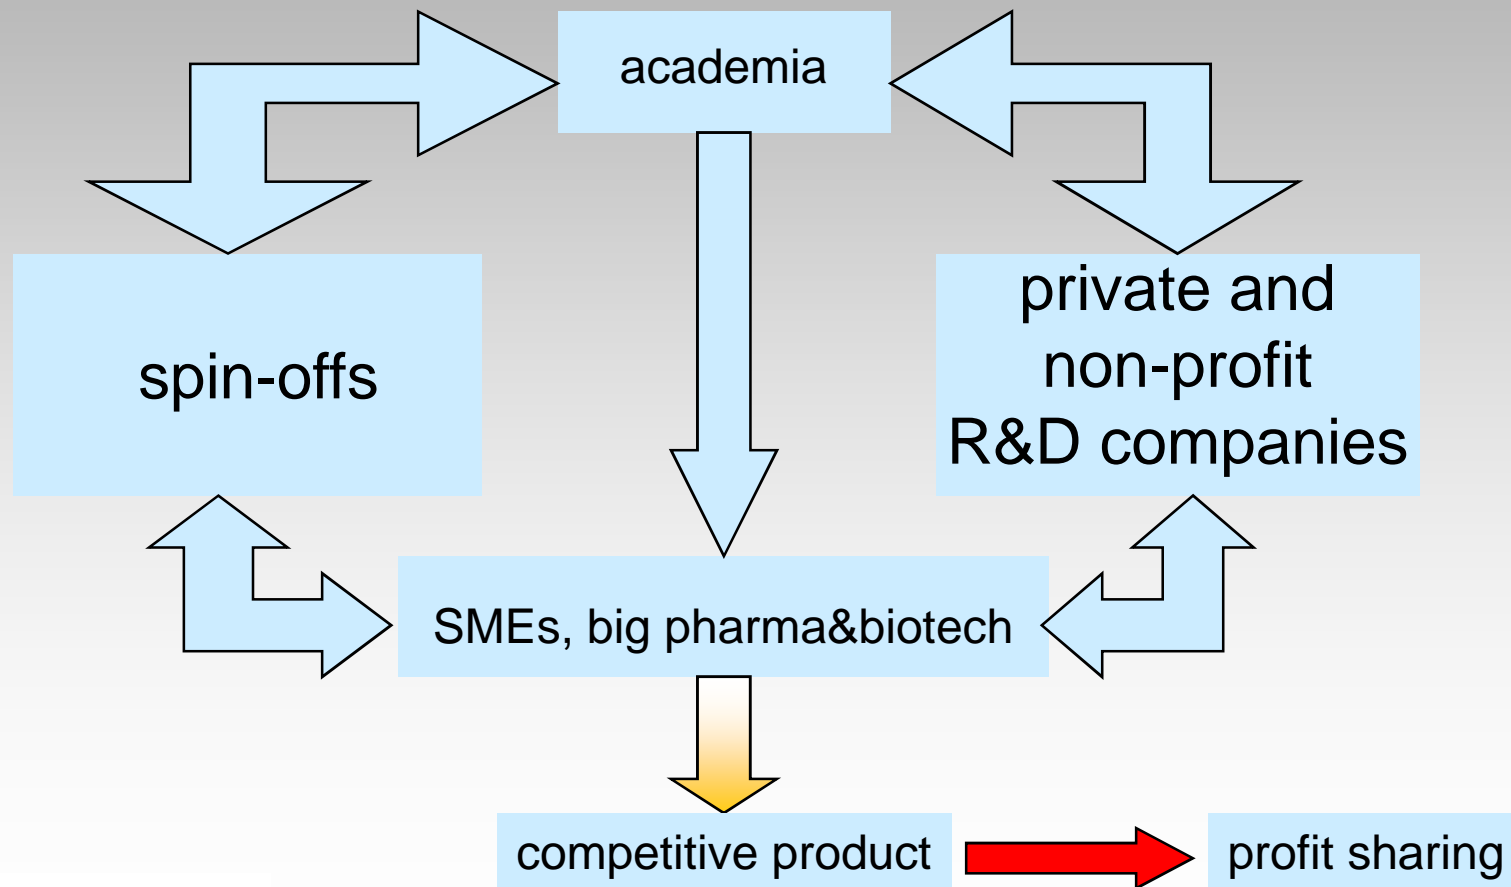 academia
spin-offs
private and
non-profit
R&D companies
SMEs, big pharma&biotech
competitive product
profit sharing